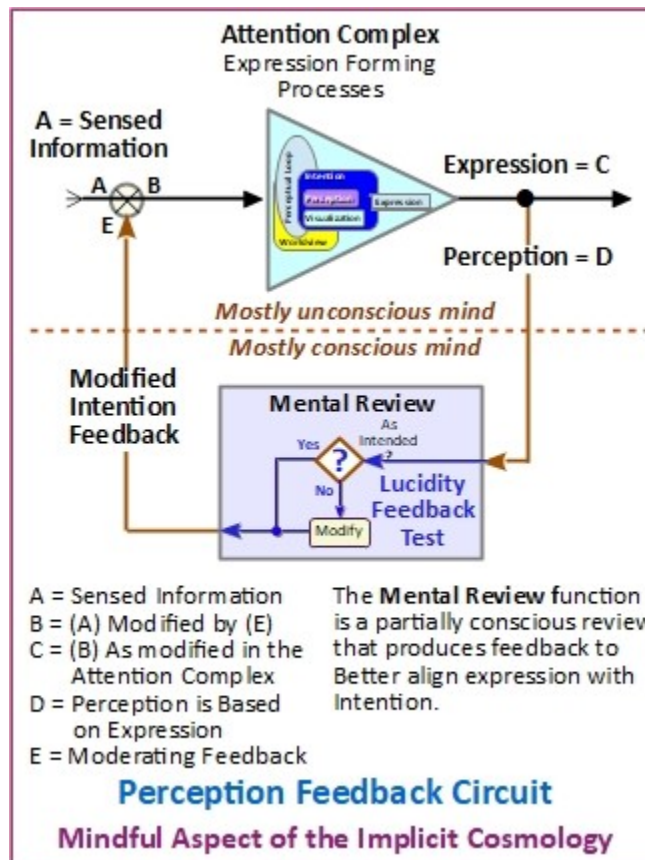 Attention Complex
Expression Forming
Processes
A = Sensed
Information
A
B
E
Perceptual Loop
Intention
Perception
Visualization
Worldview
Expression
Expression = C
Perception = D
Mostly unconscious mind
Mostly conscious mind
Modified
Intention
Feedback
Mental Review
As
Intended
?
Yes
?
No
Modify
Lucidity
Feedback
Test
A = Sensed Information
B = (A) Modified by (E)
C = (B) As modified in the
Attention Complex
D = Perception is Based
on Expression
E = Moderating Feedback
The Mental Review function
is a partially conscious review
that produces feedback to
Better align expression with
Intention.
Perception Feedback Circuit
Mindful Aspect of the Implicit Cosmology